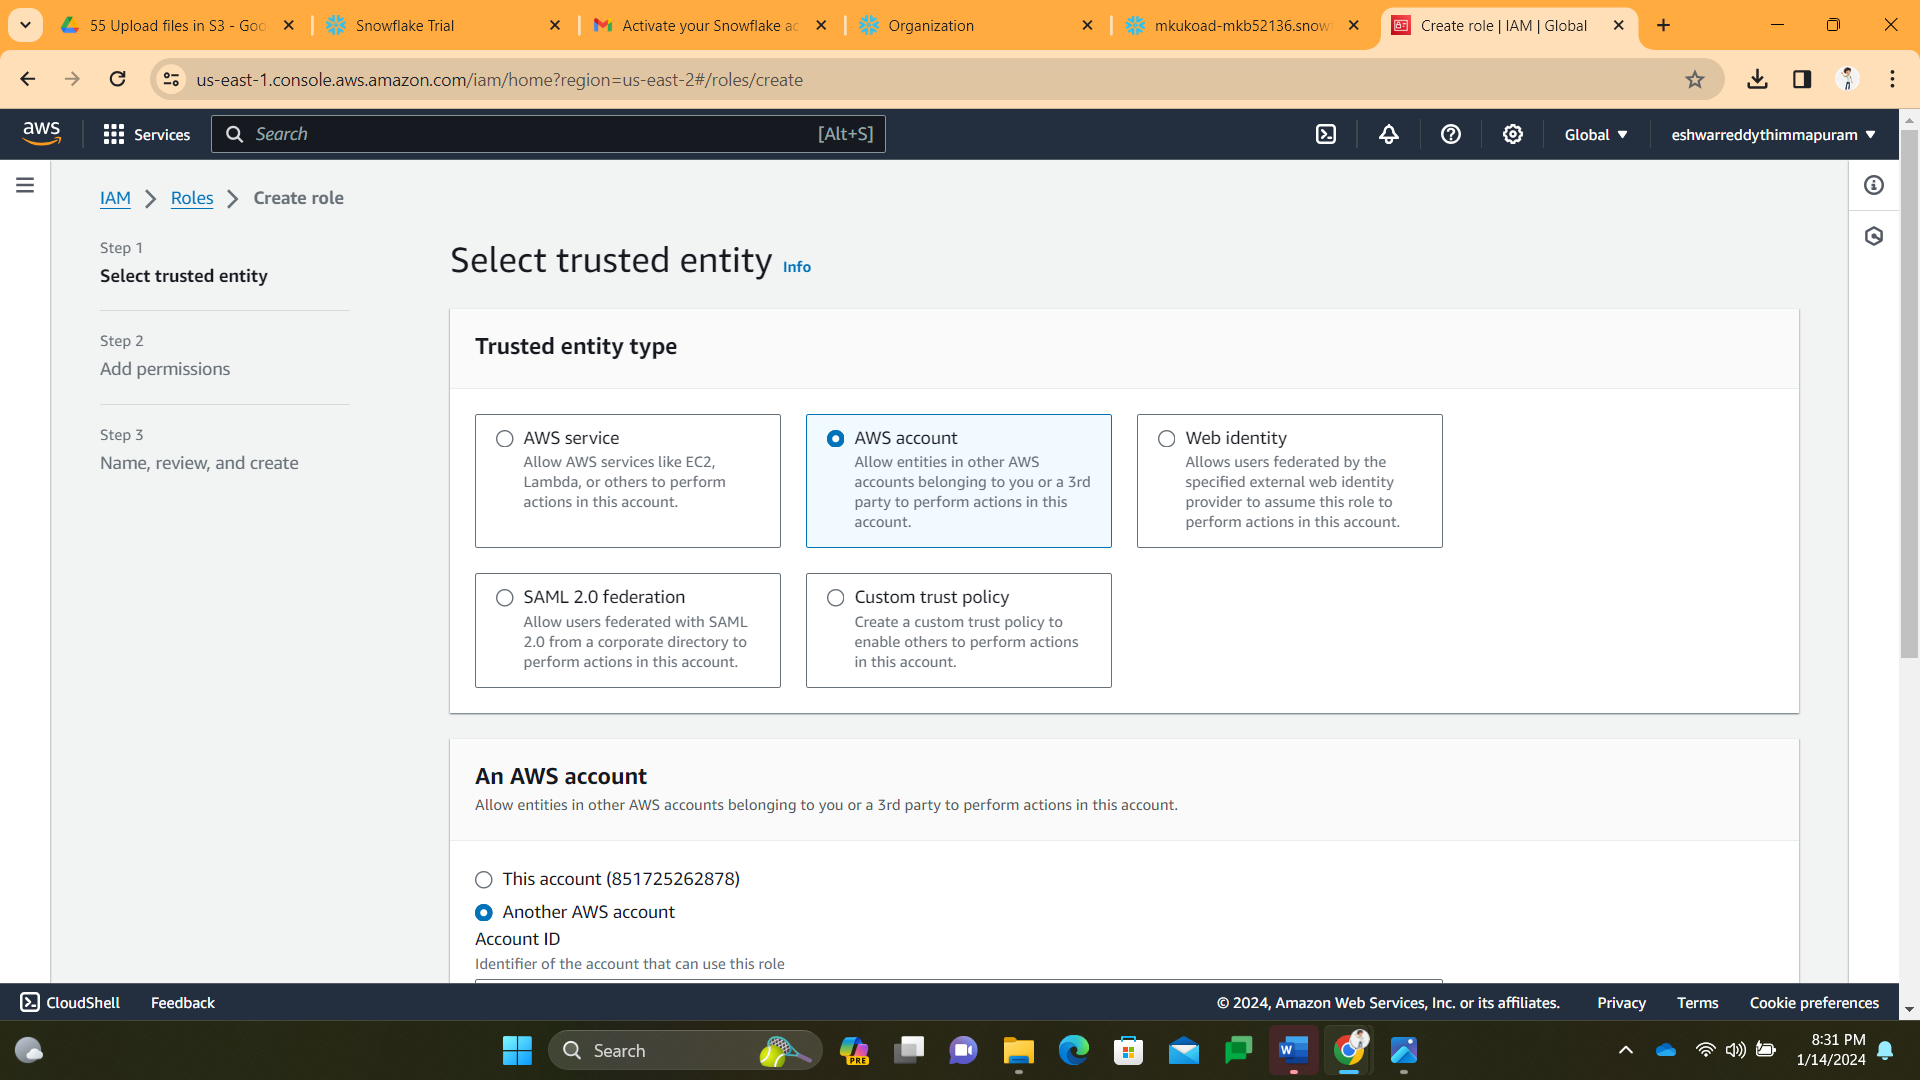 55 Upload files in S3 - Goo
Snowflake Trial
Activate your Snowflake ac
Organization
mkukoad-mkb52136.snow
Create role | IAM | Global
us-east-1.console.aws.amazon.com/iam/home?region=us-east-2#/roles/create
aws
Services
Search
[Alt+S]
Global
eshwarreddythimmapuram
IAM
Roles
Create role
Step 1
Select trusted entity
Step 2
Add permissions
Step 3
Name, review, and create
Select trusted entity Info
Trusted entity type
AWS service
Allow AWS services like EC2,
Lambda, or others to perform
actions in this account.
AWS account
Allow entities in other AWS
accounts belonging to you or a 3rd
party to perform actions in this
account.
Web identity
Allows users federated by the
specified external web identity
provider to assume this role to
perform actions in this account.
SAML 2.0 federation
Allow users federated with SAML
2.0 from a corporate directory to
perform actions in this account.
Custom trust policy
Create a custom trust policy to
enable others to perform actions
in this account.
An AWS account
Allow entities in other AWS accounts belonging to you or a 3rd party to perform actions in this account.
This account (851725262878)
Another AWS account
Account ID
Identifier of the account that can use this role
CloudShell
Feedback
© 2024, Amazon Web Services, Inc. or its affiliates.
Privacy
Terms
Cookie preferences
Search
PRE
W
8:31 PM
1/14/2024